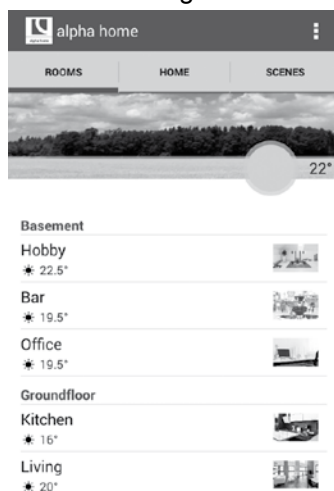 alpha home
ROOMS HOME SCENES
22°
Basement
Hobby
22.5°
Bar
19.5°
Office
19.5°
Groundfloor
Kitchen
16°
Living
20°